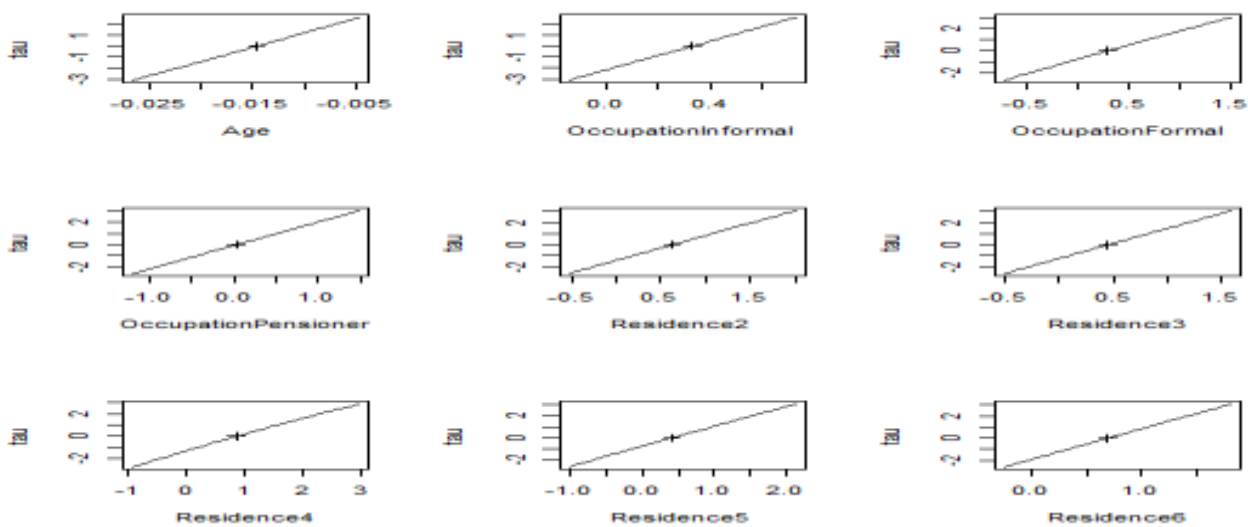 tau
-3 -1 1
-0.025 -0.015 -0.005
Age
tau
-3 -1 1
0.0 0.4
OccupationInformal
tau
-2 0 2
-0.5 0.5 1.5
OccupationFormal
tau
-2 0 2
-1.0 0.0 1.0
OccupationPensioner
tau
-2 0 2
-0.5 0.5 1.5
Residence2
tau
-2 0 2
-0.5 0.5 1.5
Residence3
tau
-2 0 2
-1 0 1 2 3
Residence4
tau
-2 0 2
-1.0 0.0 1.0 2.0
Residence5
tau
-2 0 2
0.0 1.0
Residence6